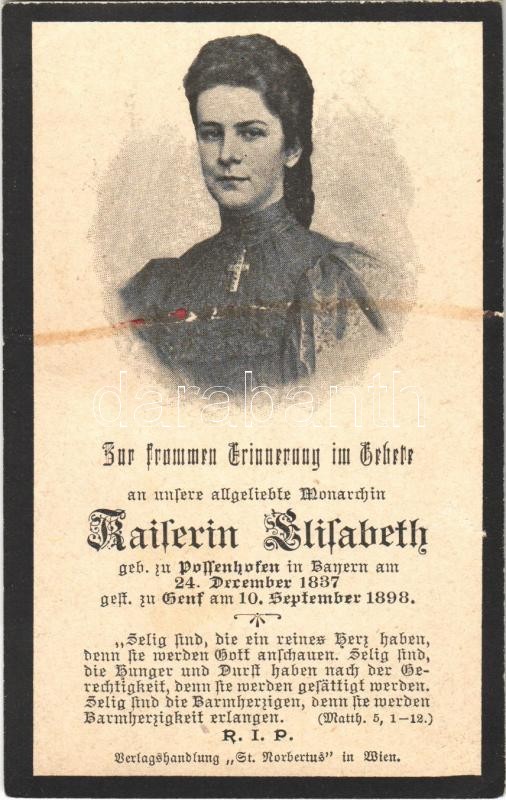 darabanth
Zur frommen Erinnerung im Gebete
an unsere allgeliebte Monarchin
Kaiserin Elisabeth
geb. zu Possenhofen in Bayern am
24. December 1837
gest. zu Genf am 10. September 1898.
„Selig sind, die ein reines Herz haben,
denn sie werden Gott anschauen. Selig sind,
die Hunger und Durst haben nach der Ge-
rechtigkeit, denn sie werden gesättigt werden.
Selig sind die Barmherzigen, denn sie werden
Barmherzigkeit erlangen. (Matth. 5, 1–12.)
R. I. P.
Verlagshandlung „St. Norbertus" in Wien.